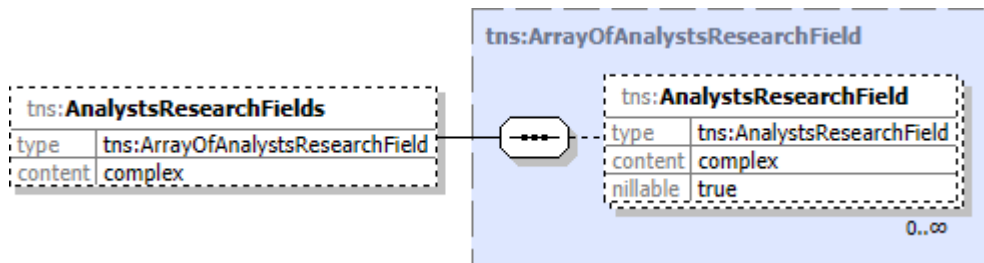 tns:ArrayOfAnalystsResearchField
tns:AnalystsResearchFields
type tns:ArrayOfAnalystsResearchField
content complex
tns:AnalystsResearchField
type tns:AnalystsResearchField
content complex
nillable true
0..∞